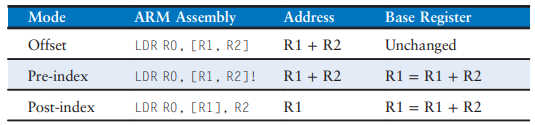 Mode ARM Assembly Address Base Register
Offset LDR R0, [R1, R2] R1 + R2 Unchanged
Pre-index LDR R0, [R1, R2]! R1 + R2 R1 = R1 + R2
Post-index LDR R0, [R1], R2 R1 R1 = R1 + R2